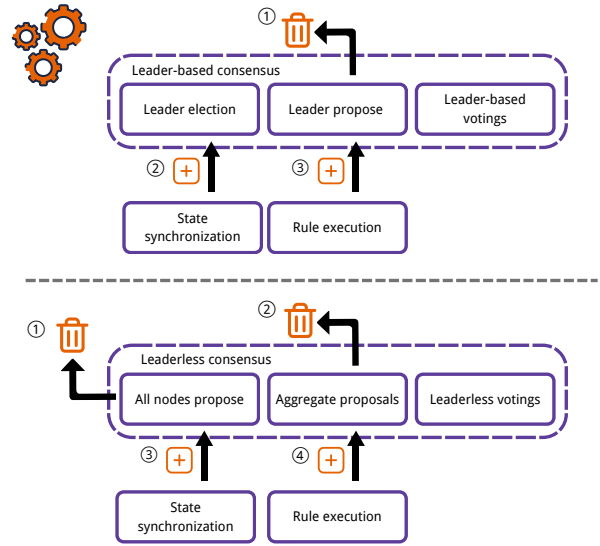 ①
Leader-based consensus
Leader election
Leader propose
Leader-based
votings
②
③
State
synchronization
Rule execution
①
②
Leaderless consensus
All nodes propose
Aggregate proposals
Leaderless votings
③
④
State
synchronization
Rule execution